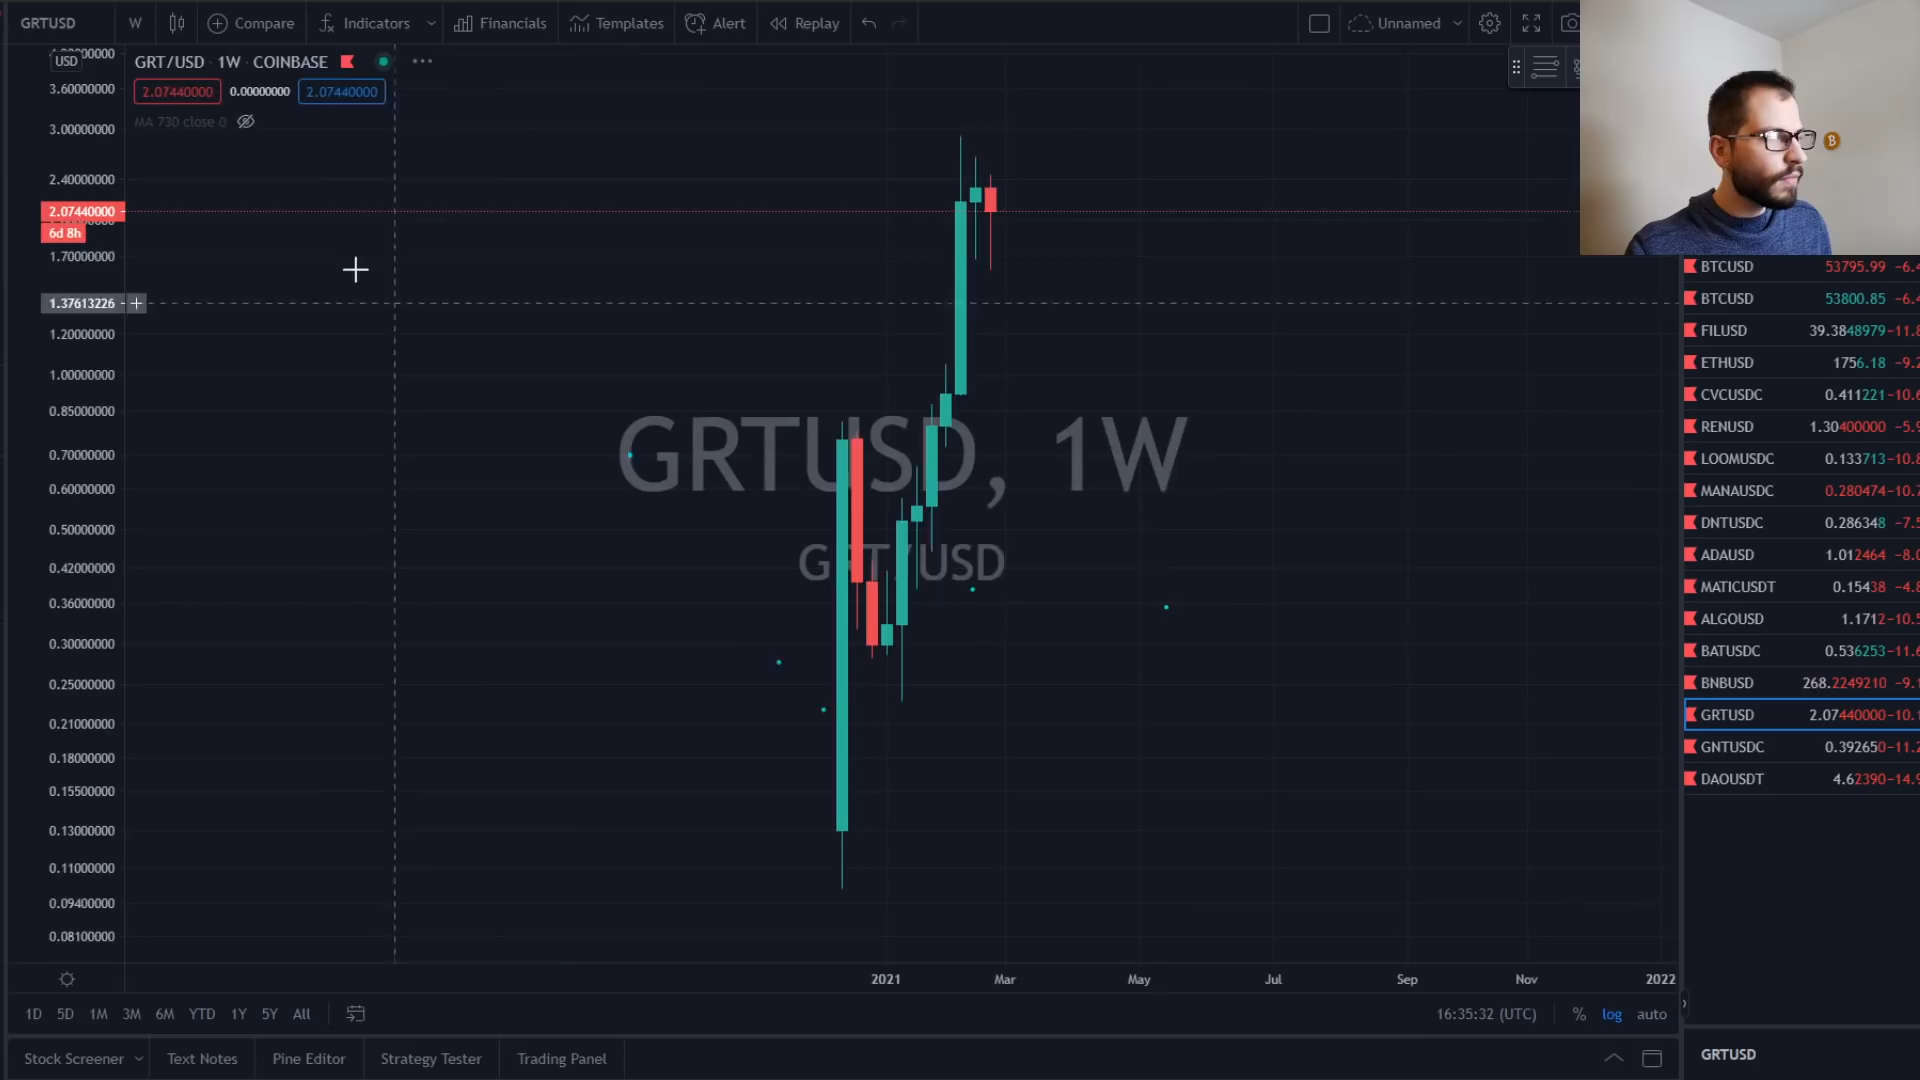 GRTUSD W Compare Indicators Financials Templates Alert Replay Unnamed
USD
GRT/USD · 1W · COINBASE
2.07440000 0.00000000 2.07440000
MA 730 close 0
3.60000000
3.00000000
2.40000000
2.07440000
6d 8h
1.70000000
1.37613226
1.20000000
1.00000000
0.85000000
0.70000000
0.60000000
0.50000000
0.42000000
0.36000000
0.30000000
0.25000000
0.21000000
0.18000000
0.15500000
0.13000000
0.11000000
0.09400000
0.08100000
GRTUSD, 1W
GRT/USD
2021 Mar May Jul Sep Nov 2022
1D 5D 1M 3M 6M YTD 1Y 5Y All
16:35:32 (UTC) % log auto
Stock Screener Text Notes Pine Editor Strategy Tester Trading Panel
BTCUSD 53795.99 -6.4
BTCUSD 53800.85 -6.4
FILUSD 39.3848979 -11.8
ETHUSD 1756.18 -9.2
CVCUSDC 0.411221 -10.6
RENUSD 1.30400000 -5.9
LOOMUSDC 0.133713 -10.8
MANAUSDC 0.280474 -10.7
DNTUSDC 0.286348 -7.5
ADAUSD 1.012464 -8.0
MATICUSDT 0.15438 -4.8
ALGOUSD 1.1712 -10.5
BATUSDC 0.536253 -11.6
BNBUSD 268.2249210 -9.1
GRTUSD 2.07440000 -10.1
GNTUSDC 0.392650 -11.2
DAOUSDT 4.62390 -14.9
GRTUSD